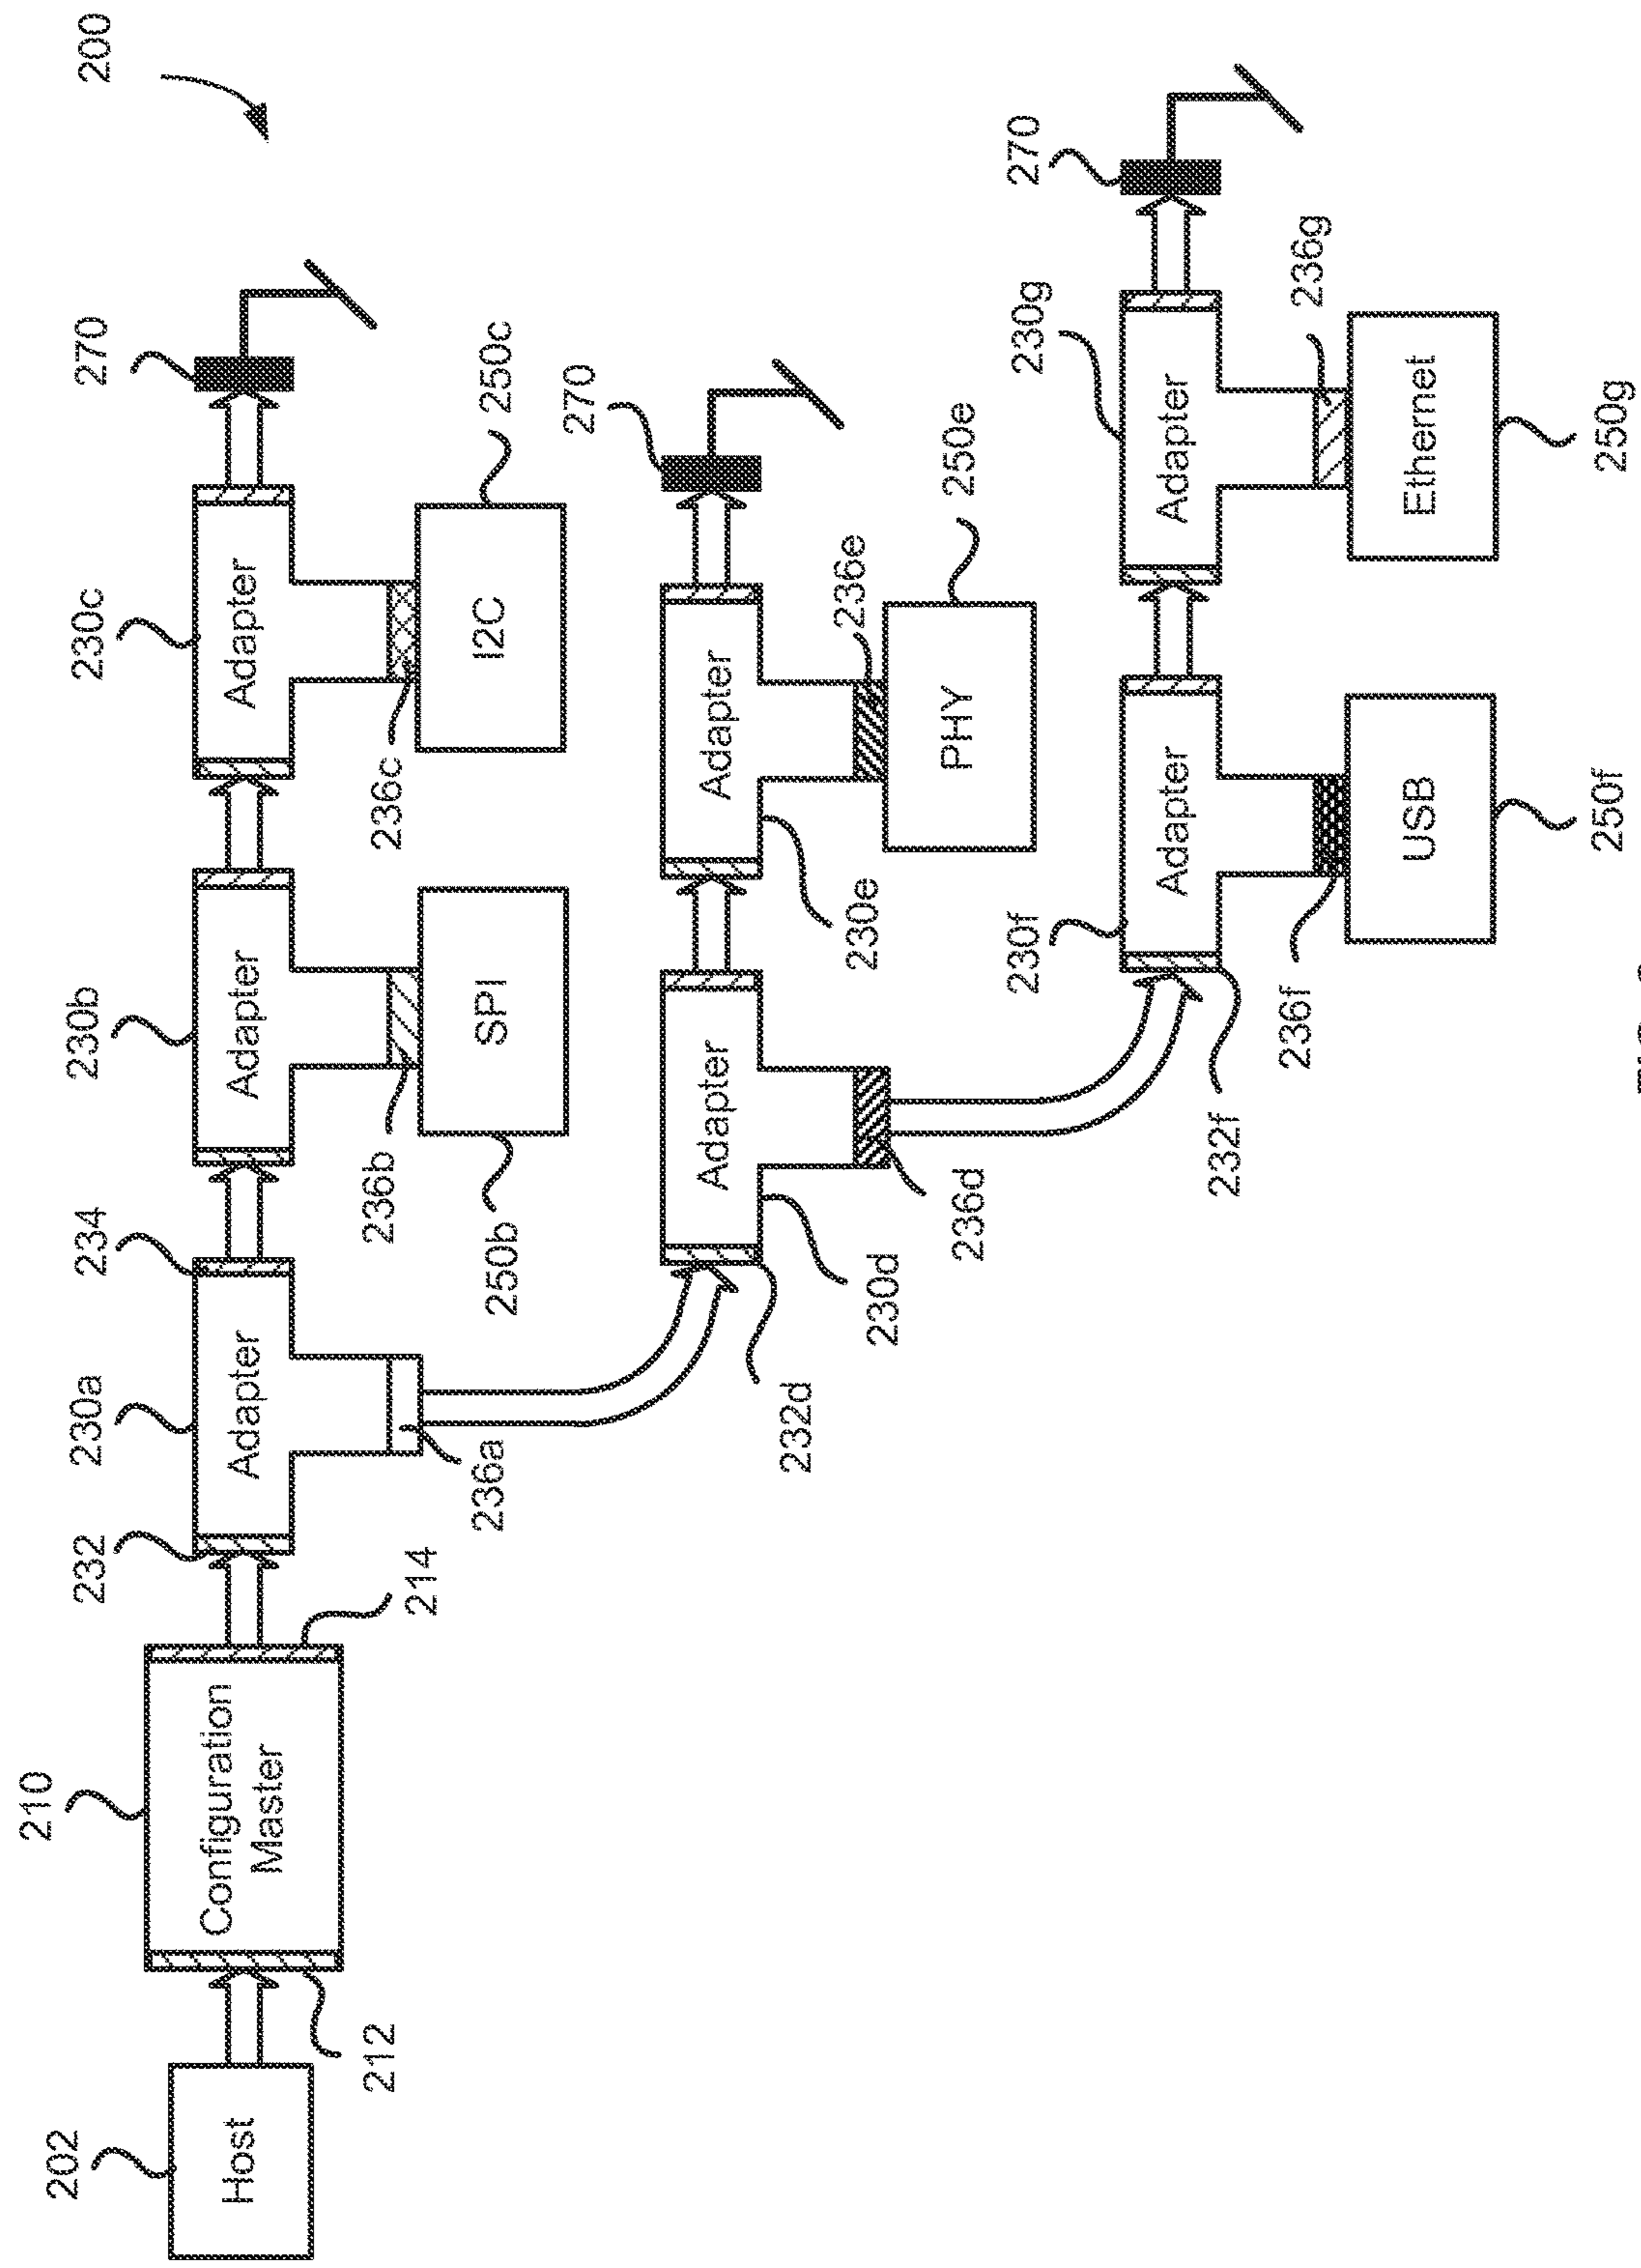 200
202
Host
210
Configuration
Master
212
214
232
230a
Adapter
234
236a
230b
Adapter
236b
SPI
250b
230c
Adapter
236c
I2C
250c
270
232d
Adapter
230d
236d
Adapter
230e
236e
PHY
250e
270
232f
230f
Adapter
236f
USB
250f
230g
Adapter
236g
Ethernet
250g
270